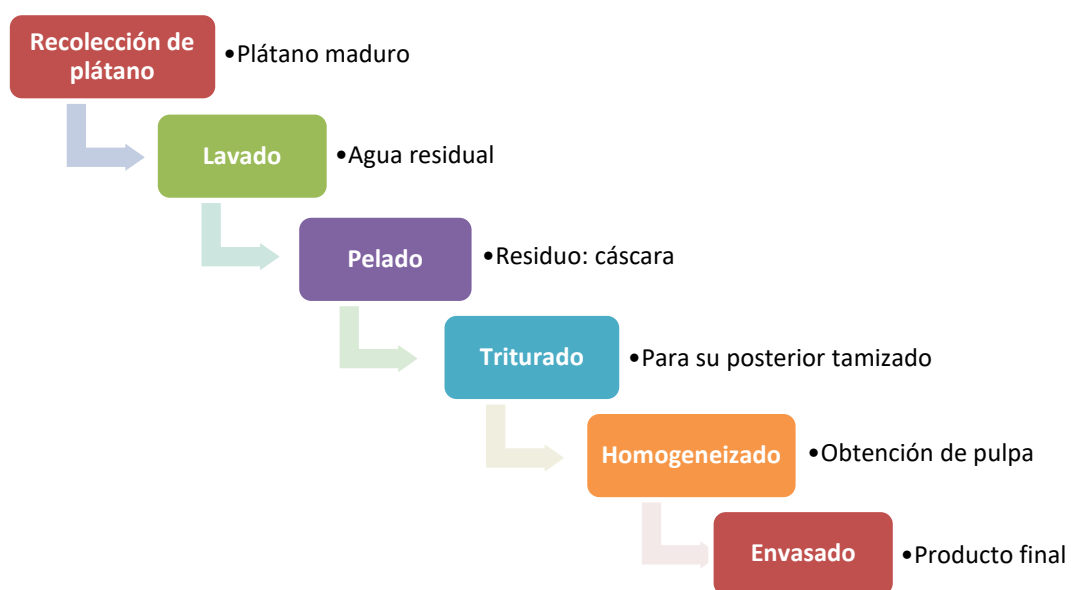 Recolección de
plátano
•Plátano maduro
Lavado
•Agua residual
Pelado
•Residuo: cáscara
Triturado
•Para su posterior tamizado
Homogeneizado
•Obtención de pulpa
Envasado
•Producto final